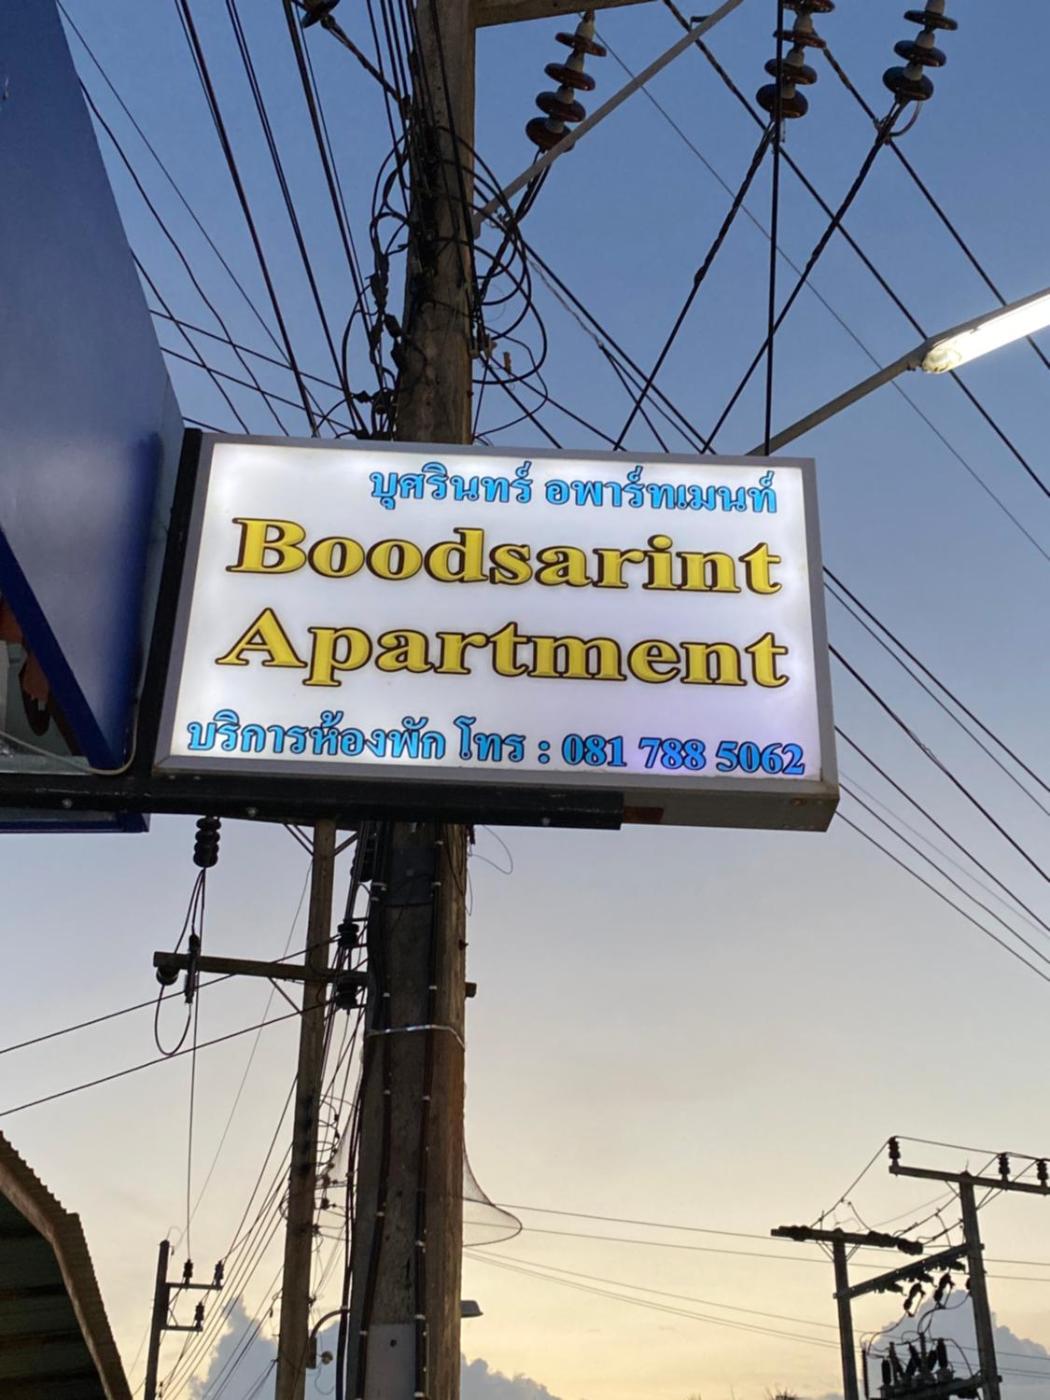 บุศรินทร์ อพาร์ทเมนท์
Boodsarint
Apartment
บริการห้องพัก โทร : 081 788 5062